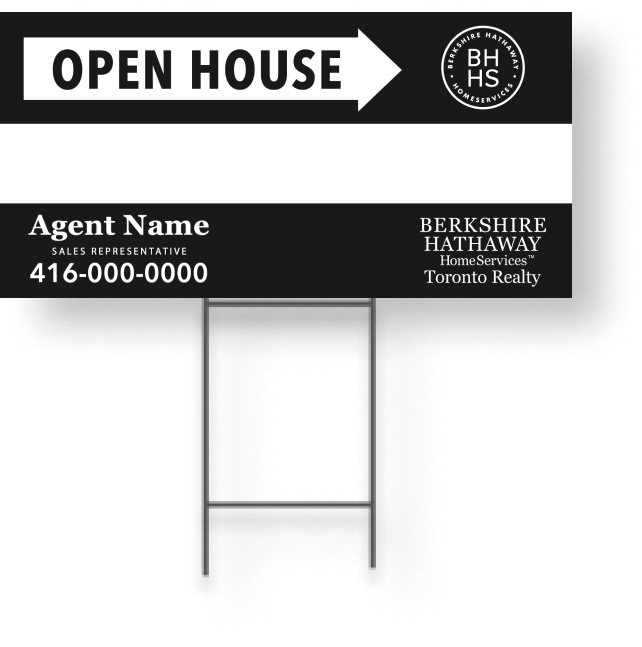 OPEN HOUSE
BERKSHIRE HATHAWAY
BH
HS
• HOMESERVICES •
Agent Name
SALES REPRESENTATIVE
416-000-0000
BERKSHIRE
HATHAWAY
HomeServices™
Toronto Realty